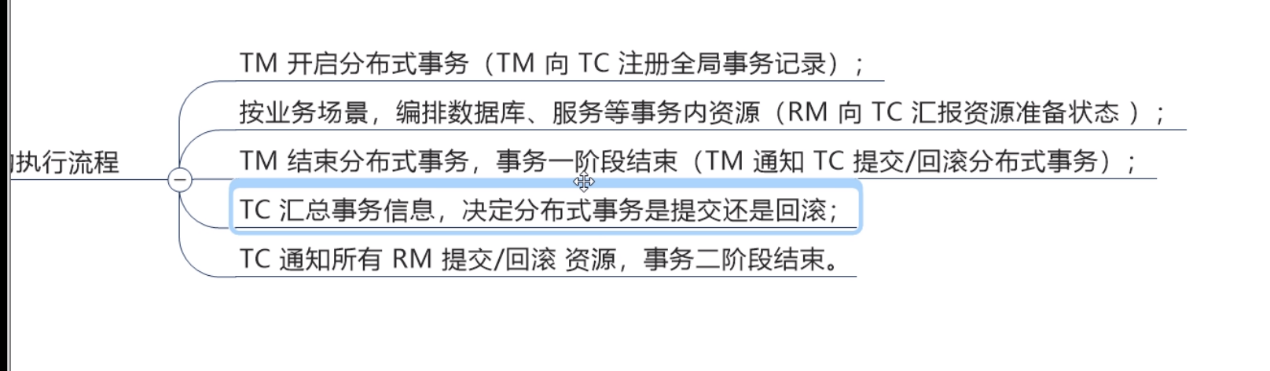 TM 开启分布式事务（TM 向 TC 注册全局事务记录）；
按业务场景，编排数据库、服务等事务内资源（RM 向 TC 汇报资源准备状态 ）；
执行流程
TM 结束分布式事务，事务一阶段结束（TM 通知 TC 提交/回滚分布式事务）；
TC 汇总事务信息，决定分布式事务是提交还是回滚；
TC 通知所有 RM 提交/回滚 资源，事务二阶段结束。